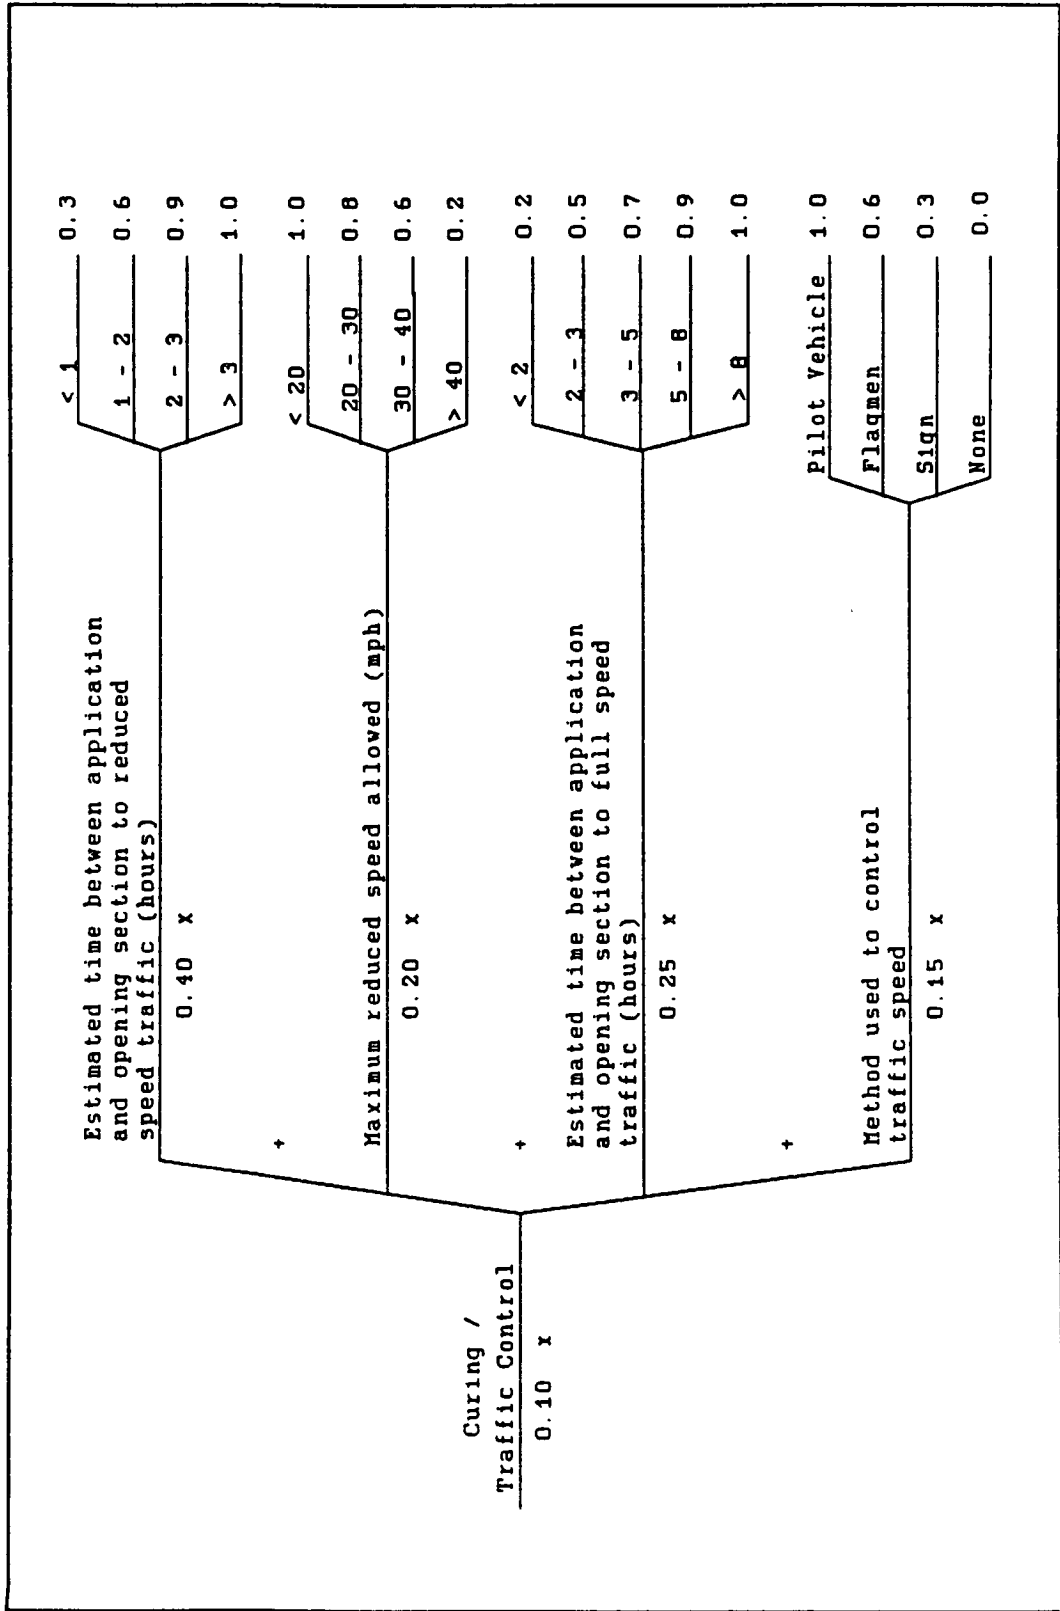 Curing /
Traffic Control
0.10 x
Estimated time between application
and opening section to reduced
speed traffic (hours)
0.40 x
< 1 0.3
1 - 2 0.6
2 - 3 0.9
> 3 1.0
+
Maximum reduced speed allowed (mph)
0.20 x
< 20 1.0
20 - 30 0.8
30 - 40 0.6
> 40 0.2
+
Estimated time between application
and opening section to full speed
traffic (hours)
0.25 x
< 2 0.2
2 - 3 0.5
3 - 5 0.7
5 - 8 0.9
> 8 1.0
+
Method used to control
traffic speed
0.15 x
Pilot Vehicle 1.0
Flagmen 0.6
Sign 0.3
None 0.0